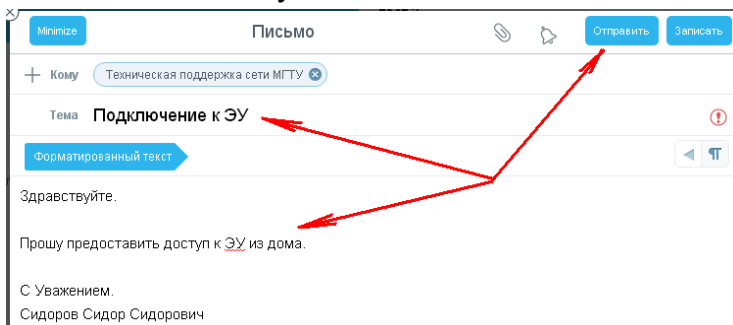 Minimize Письмо Отправить Записать
Кому Техническая поддержка сети МГТУ
Тема Подключение к ЭУ
Форматированный текст
Здравствуйте.
Прошу предоставить доступ к ЭУ из дома.
С Уважением.
Сидоров Сидор Сидорович